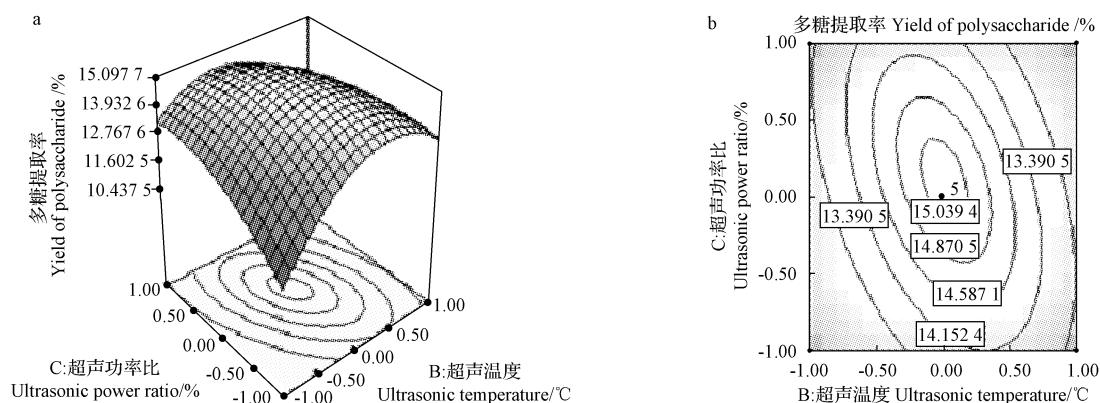 a
多糖提取率
Yield of polysaccharide /%
15.097 7
13.932 6
12.767 6
11.602 5
10.437 5
1.00
0.50
0.00
-0.50
-1.00
C:超声功率比
Ultrasonic power ratio/%
-1.00
-0.50
0.00
0.50
1.00
B:超声温度
Ultrasonic temperature/℃
b
多糖提取率 Yield of polysaccharide /%
C:超声功率比
Ultrasonic power ratio/%
1.00
0.50
0.00
-0.50
-1.00
13.390 5
5
13.390 5
15.039 4
14.870 5
14.587 1
14.152 4
-1.00 -0.50 0.00 0.50 1.00
B:超声温度 Ultrasonic temperature/℃